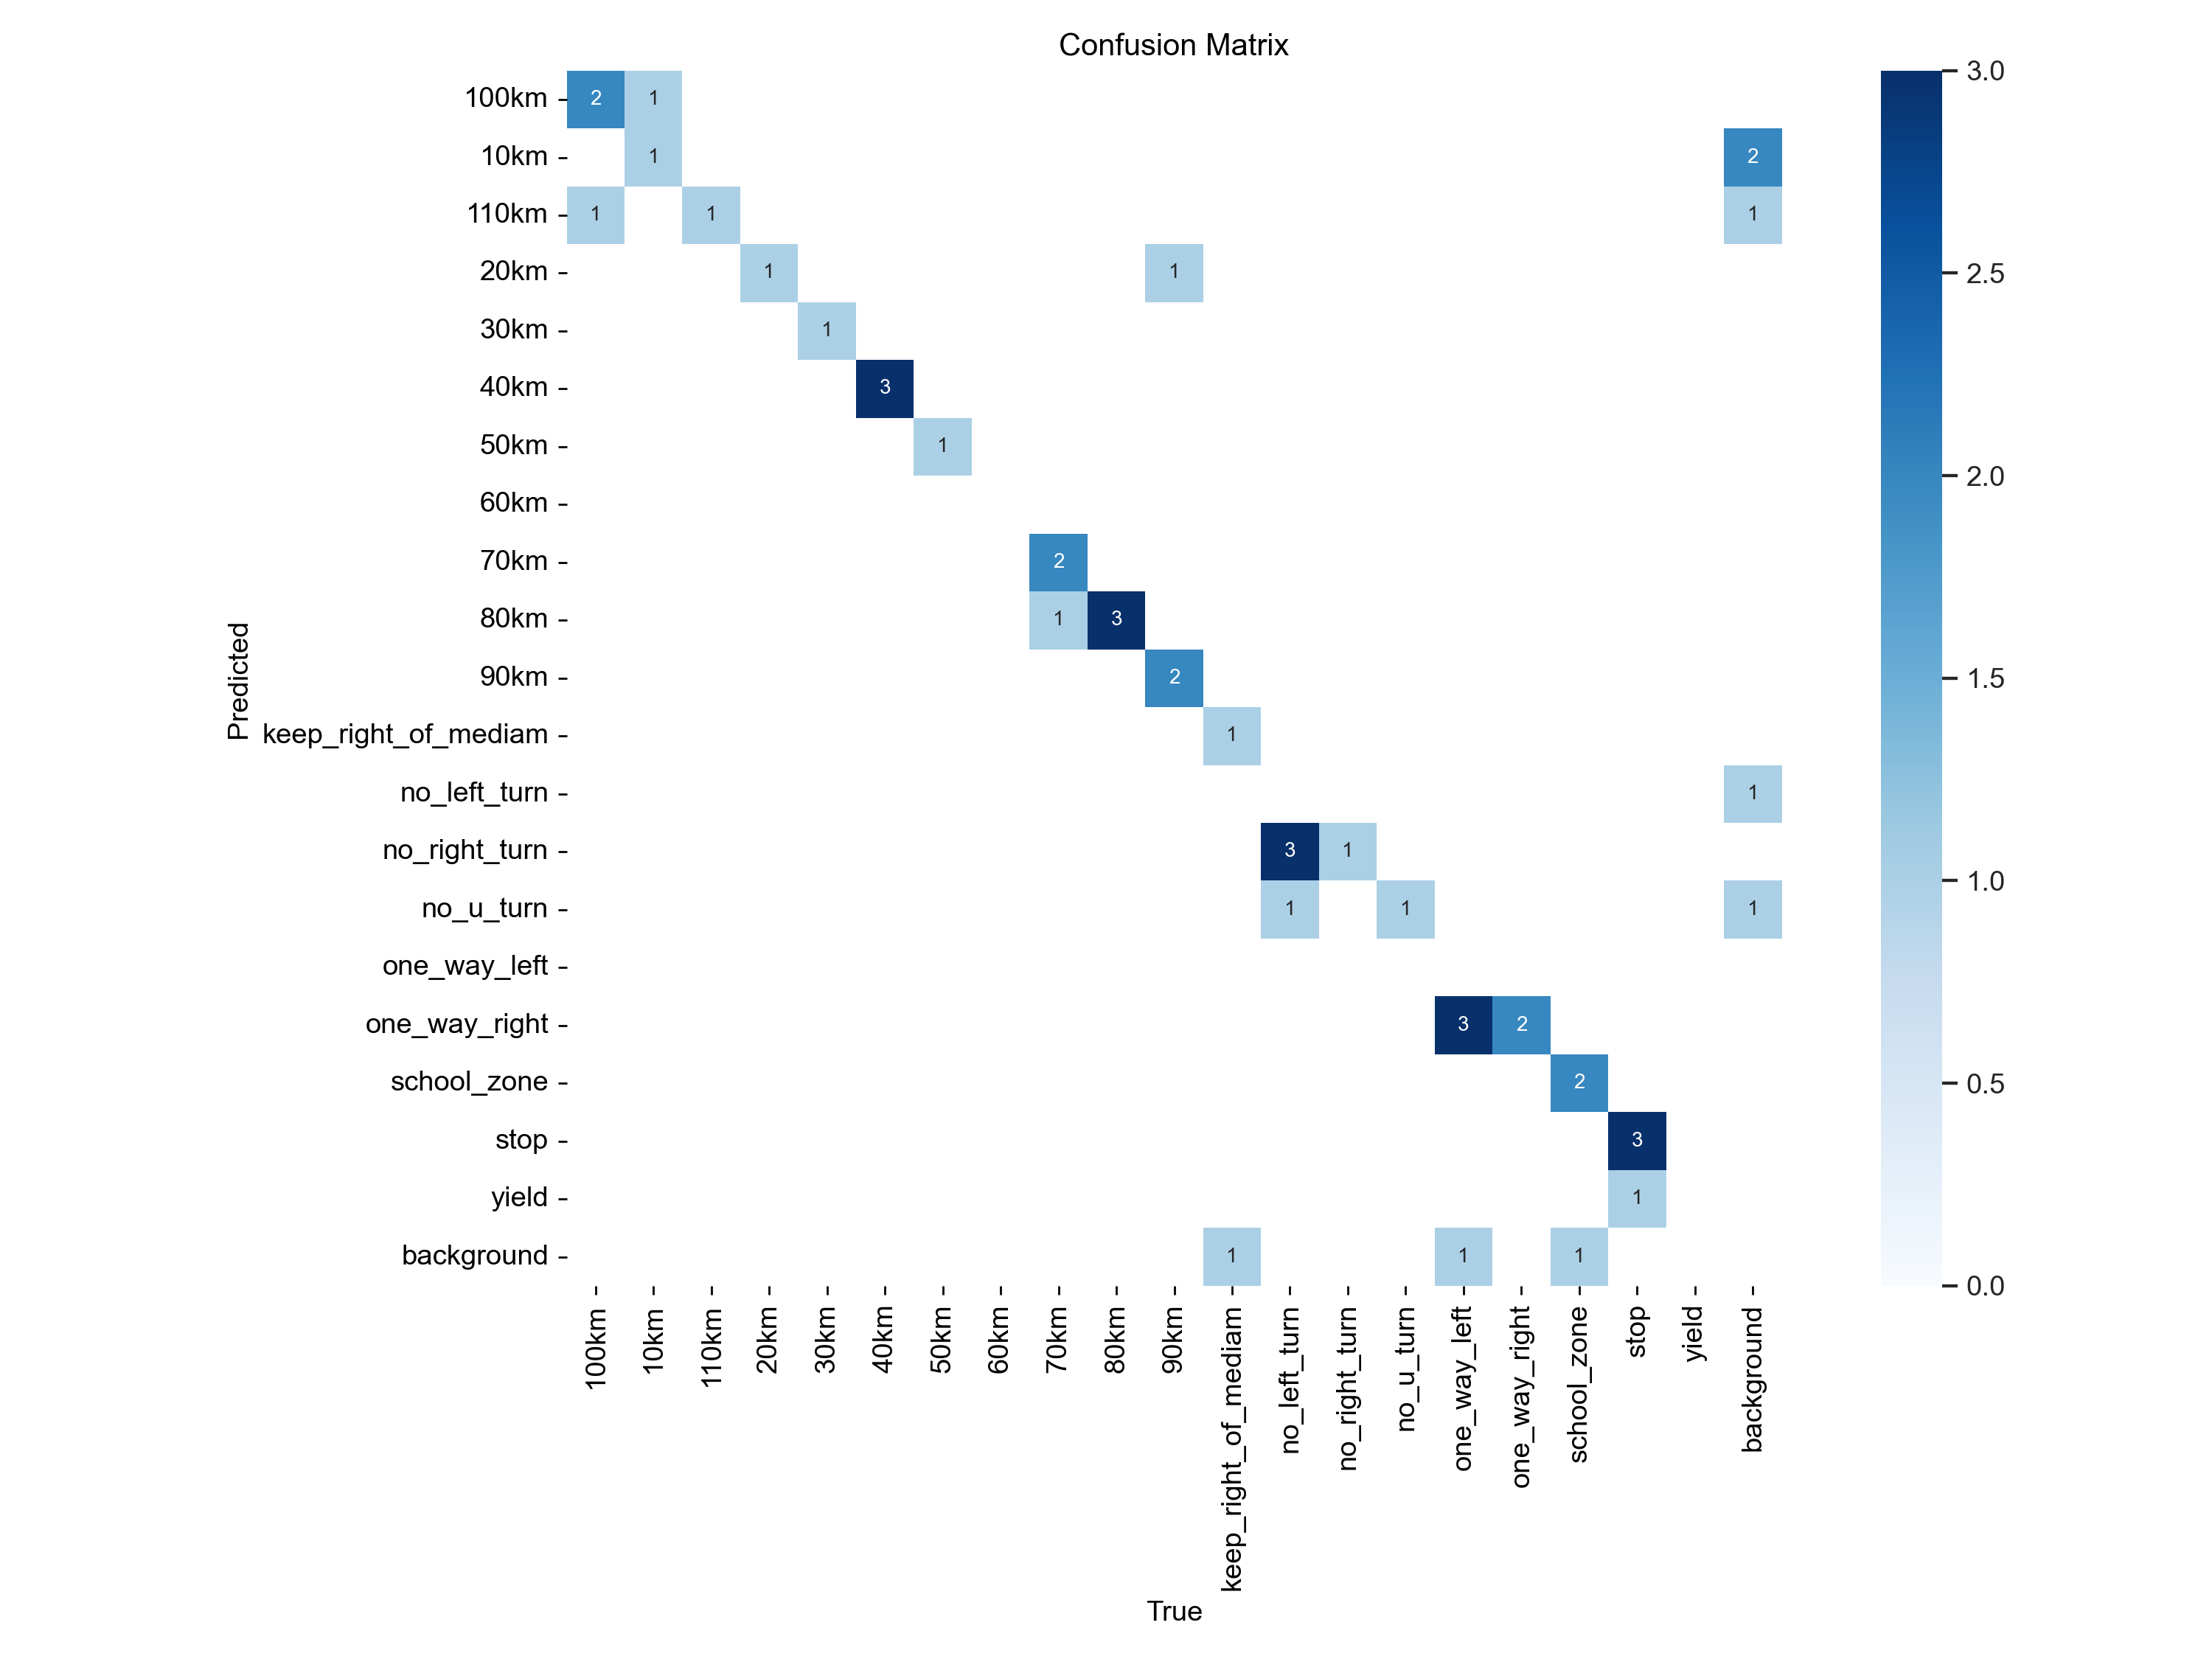 Confusion Matrix
100km 2 1
10km 1 2
110km 1 1 1
20km 1 1
30km 1
40km 3
50km 1
60km
70km 2
80km 1 3
90km 2
keep_right_of_mediam 1
no_left_turn 1
no_right_turn 3 1
no_u_turn 1 1 1
one_way_left
one_way_right 3 2
school_zone 2
stop 3
yield 1
background 1 1 1
Predicted
100km
10km
110km
20km
30km
40km
50km
60km
70km
80km
90km
keep_right_of_mediam
no_left_turn
no_right_turn
no_u_turn
one_way_left
one_way_right
school_zone
stop
yield
background
True
3.0
2.5
2.0
1.5
1.0
0.5
0.0